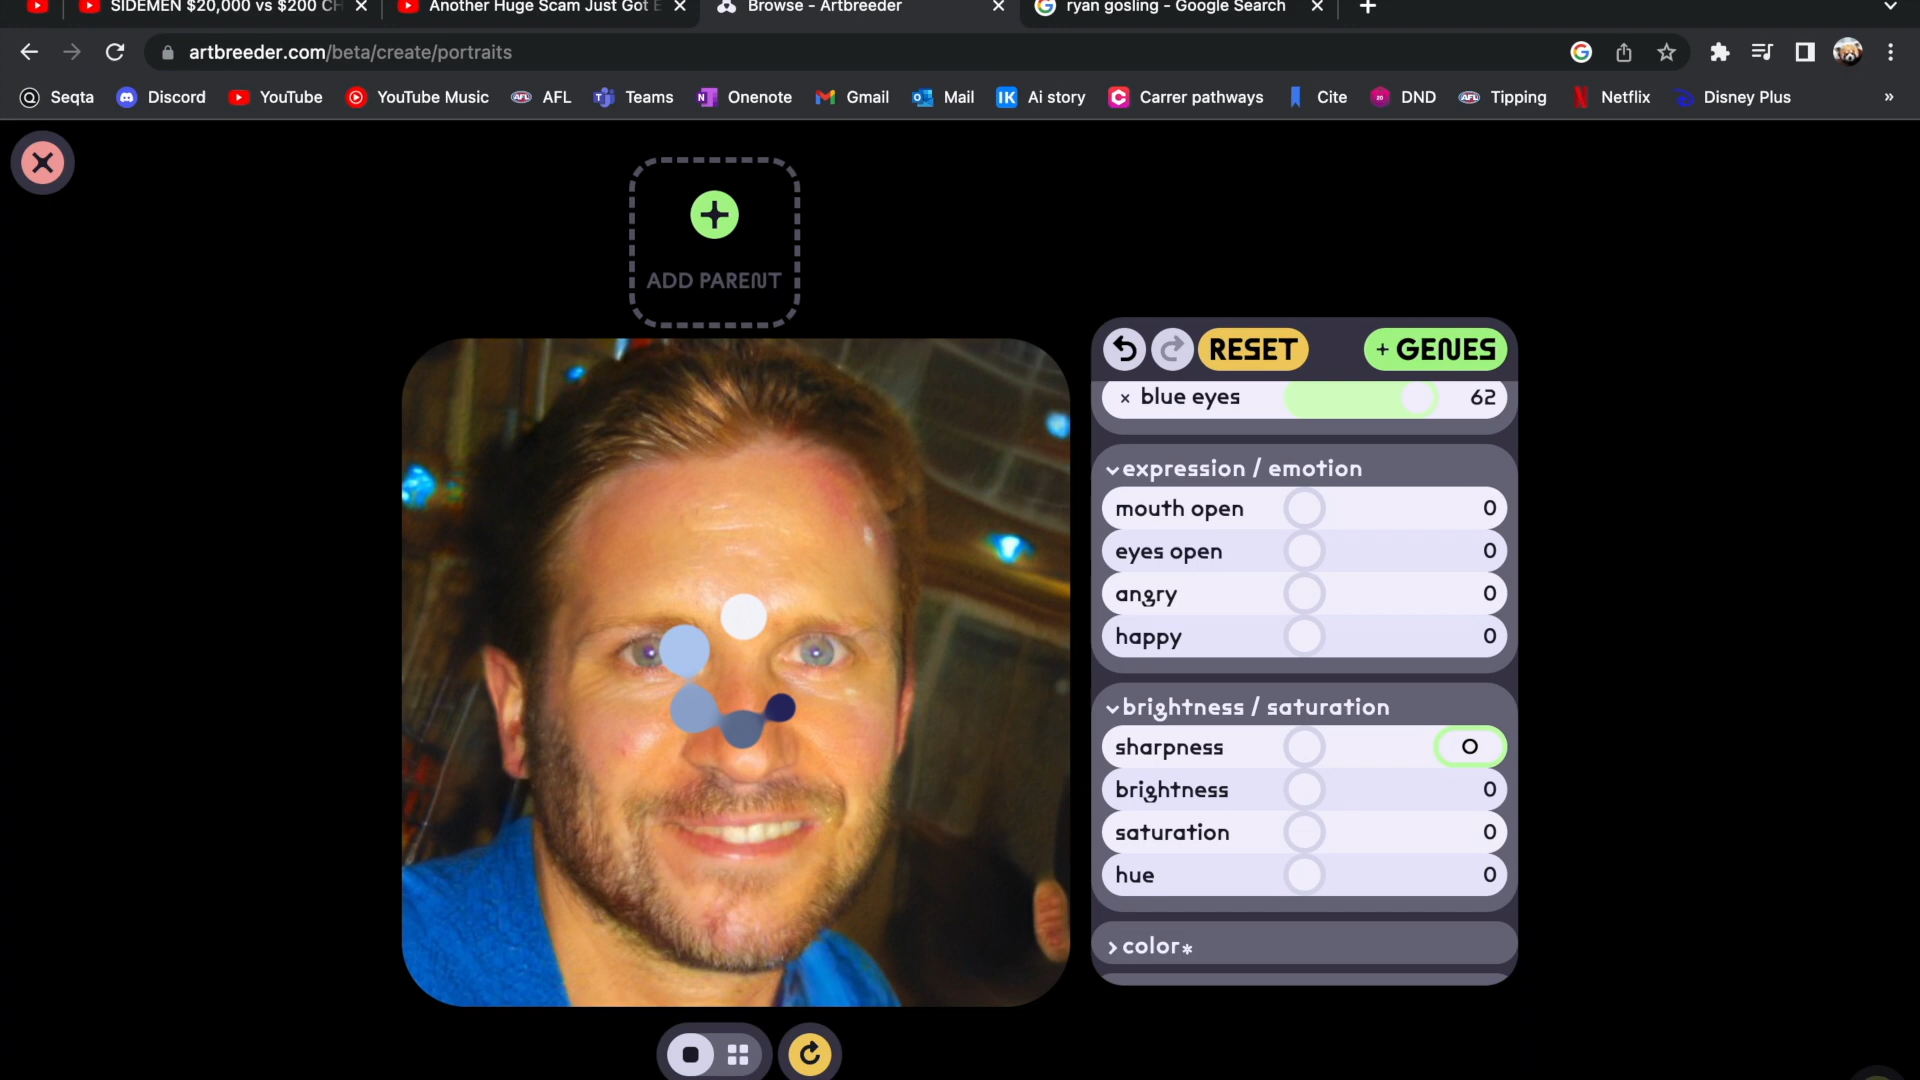 SIDEMEN $20,000 vs $200 CH
Another Huge Scam Just Got E
Browse - Artbreeder
ryan gosling - Google Search
artbreeder.com/beta/create/portraits
Seqta
Discord
YouTube
YouTube Music
AFL
Teams
Onenote
Gmail
Mail
Ai story
Carrer pathways
Cite
DND
Tipping
Netflix
Disney Plus
»
ADD PARENT
RESET
+ GENES
× blue eyes 62
expression / emotion
mouth open 0
eyes open 0
angry 0
happy 0
brightness / saturation
sharpness 0
brightness 0
saturation 0
hue 0
color*